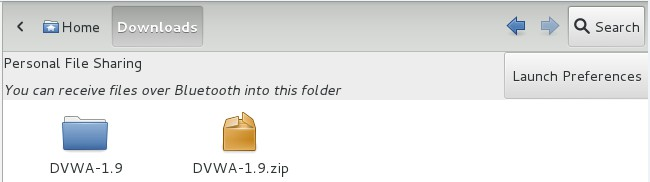 Home Downloads Search
Personal File Sharing
Launch Preferences
You can receive files over Bluetooth into this folder
DVWA-1.9 DVWA-1.9.zip